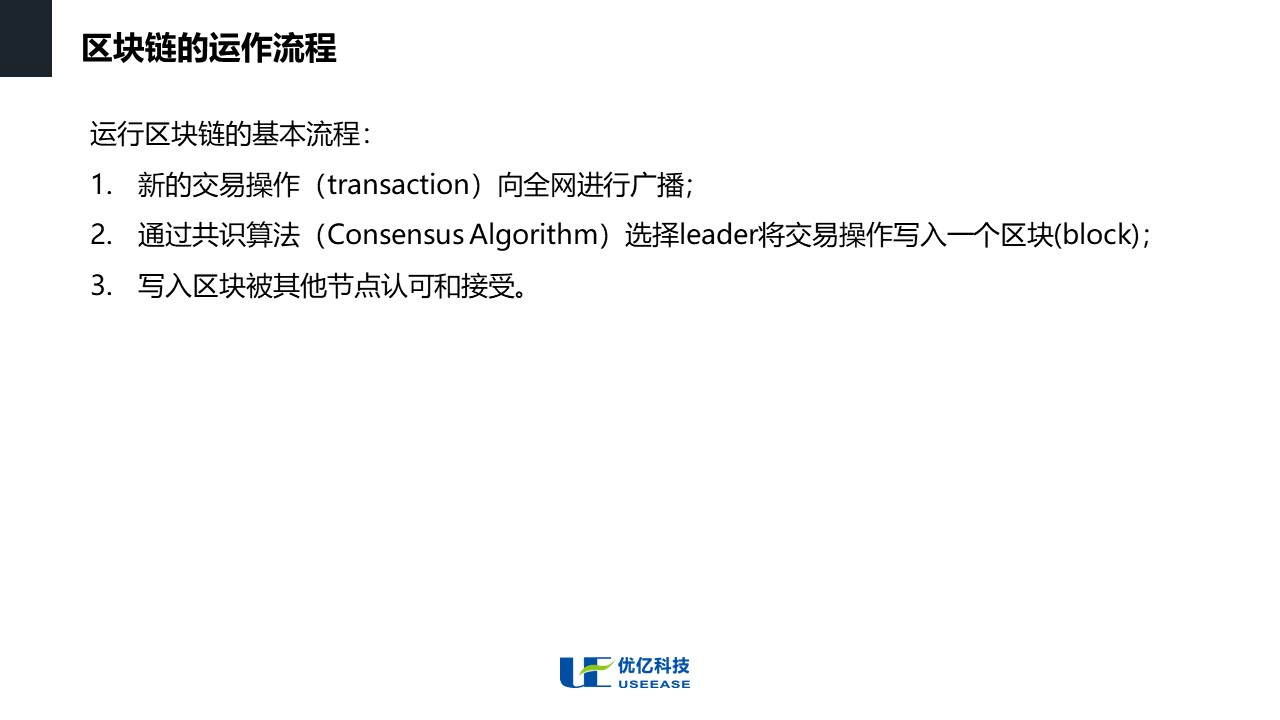 区块链的运作流程
运行区块链的基本流程：
1. 新的交易操作（transaction）向全网进行广播；
2. 通过共识算法（Consensus Algorithm）选择leader将交易操作写入一个区块(block)；
3. 写入区块被其他节点认可和接受。
优亿科技
USEEASE